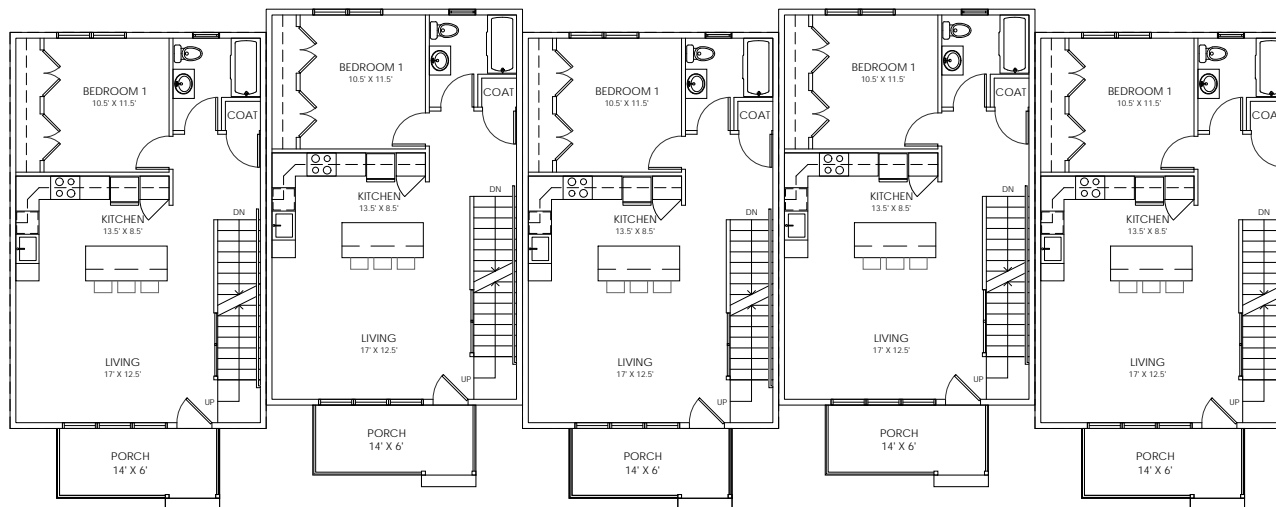 BEDROOM 1
10.5' X 11.5'
COAT
KITCHEN
13.5' X 8.5'
DN
LIVING
17' X 12.5'
UP
PORCH
14' X 6'
BEDROOM 1
10.5' X 11.5'
COAT
KITCHEN
13.5' X 8.5'
DN
LIVING
17' X 12.5'
UP
PORCH
14' X 6'
BEDROOM 1
10.5' X 11.5'
COAT
KITCHEN
13.5' X 8.5'
DN
LIVING
17' X 12.5'
UP
PORCH
14' X 6'
BEDROOM 1
10.5' X 11.5'
COAT
KITCHEN
13.5' X 8.5'
DN
LIVING
17' X 12.5'
UP
PORCH
14' X 6'
BEDROOM 1
10.5' X 11.5'
COA
KITCHEN
13.5' X 8.5'
DN
LIVING
17' X 12.5'
UP
PORCH
14' X 6'